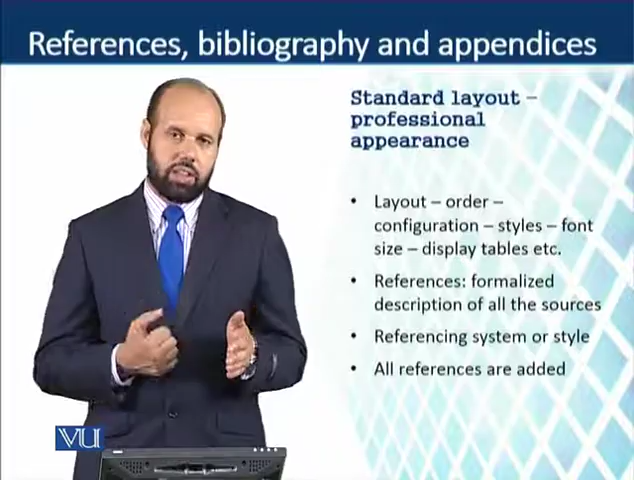 References, bibliography and appendices
Standard layout –
professional
appearance
• Layout – order –
configuration – styles – font
size – display tables etc.
• References: formalized
description of all the sources
• Referencing system or style
• All references are added
VU